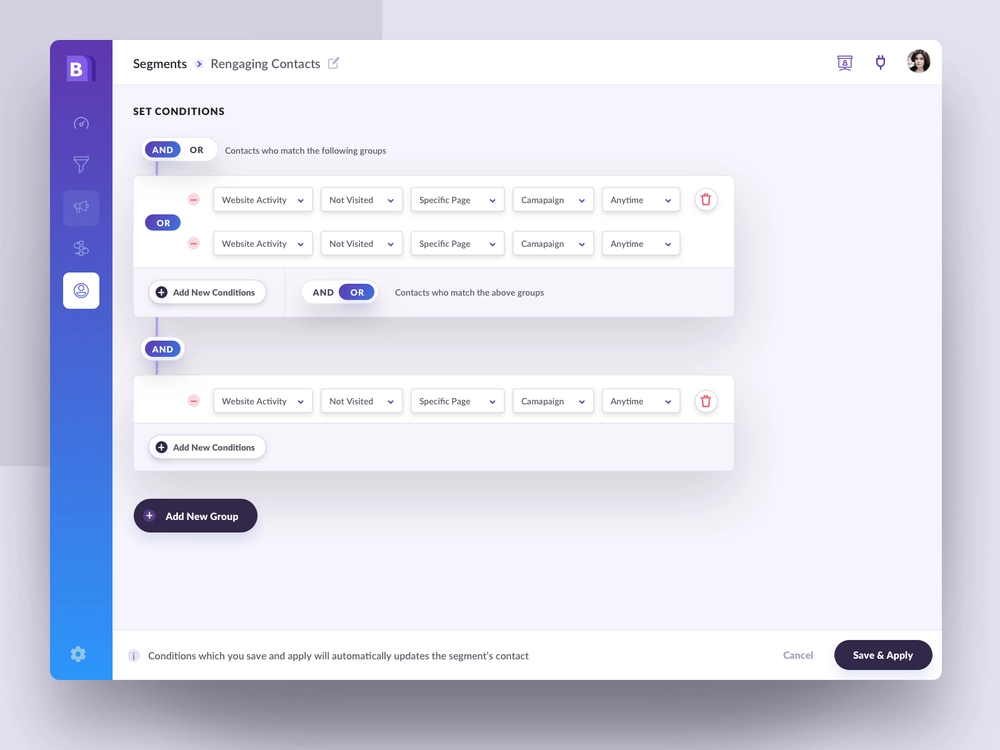 B
Segments > Rengaging Contacts
SET CONDITIONS
AND OR Contacts who match the following groups
Website Activity Not Visited Specific Page Camapaign Anytime
OR
Website Activity Not Visited Specific Page Camapaign Anytime
Add New Conditions AND OR Contacts who match the above groups
AND
Website Activity Not Visited Specific Page Camapaign Anytime
Add New Conditions
Add New Group
Conditions which you save and apply will automatically updates the segment's contact Cancel Save & Apply